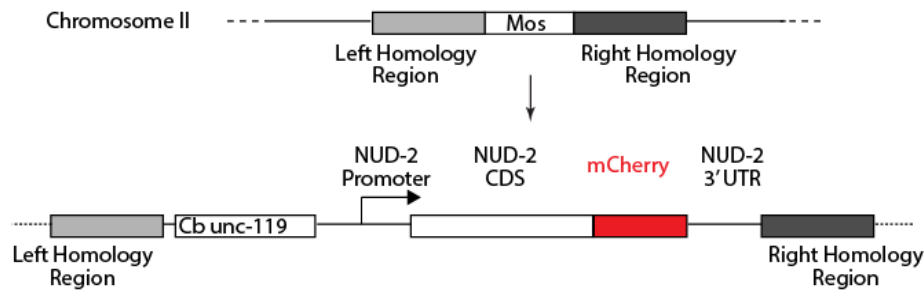 Chromosome II
Mos
Left Homology
Region
Right Homology
Region
NUD-2
Promoter
NUD-2
CDS
mCherry
NUD-2
3'UTR
Cb unc-119
Left Homology
Region
Right Homology
Region